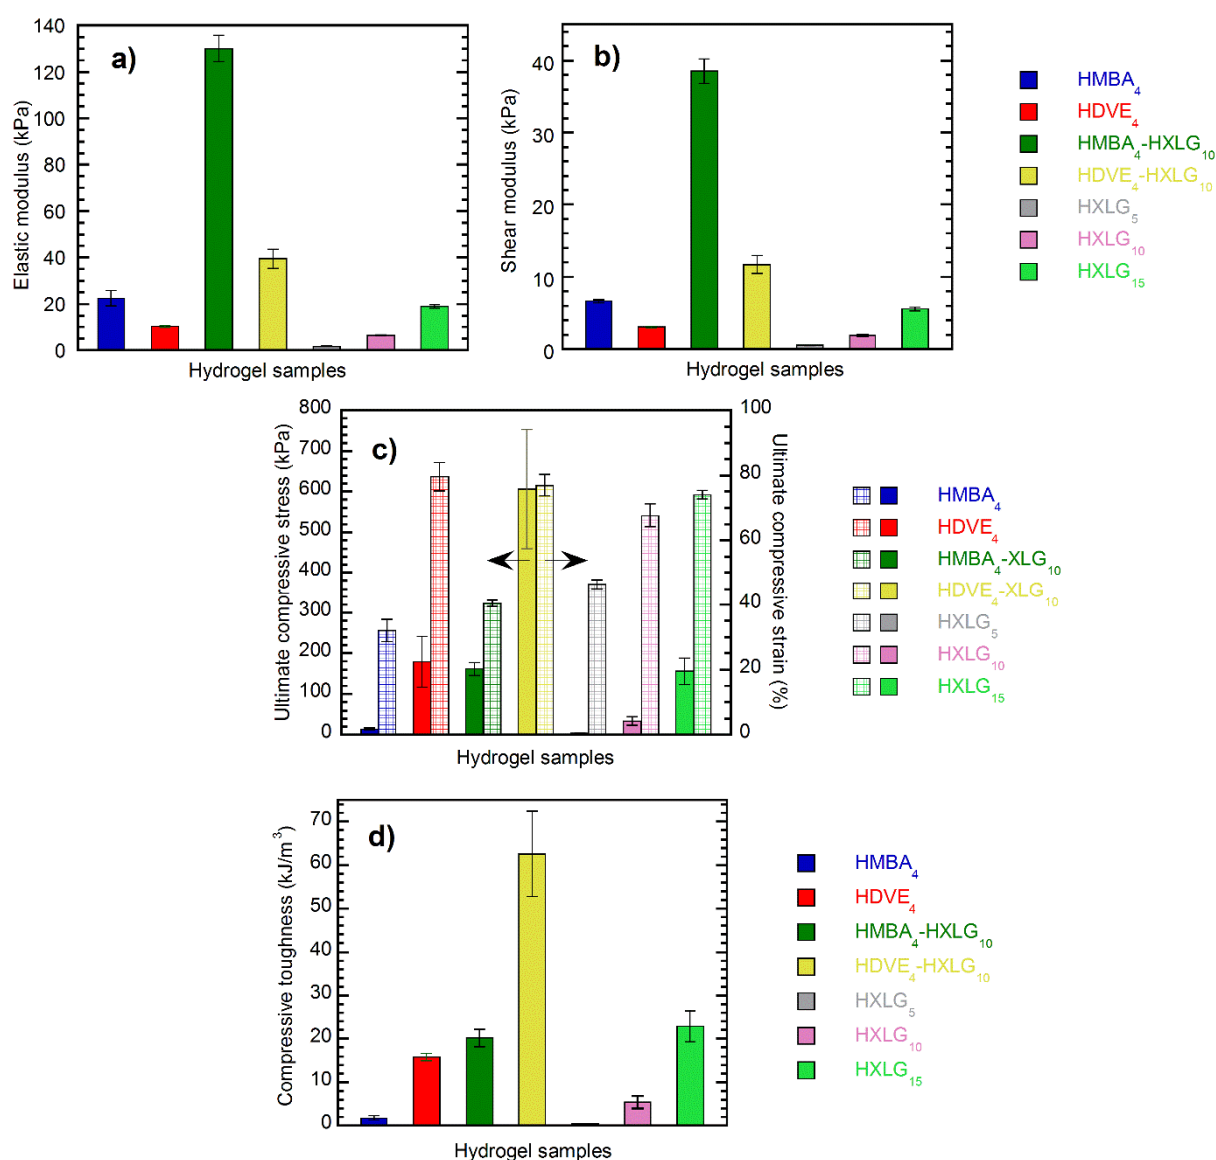 a)
Elastic modulus (kPa)
140
120
100
80
60
40
20
0
Hydrogel samples
b)
Shear modulus (kPa)
40
30
20
10
0
Hydrogel samples
HMBA4
HDVE4
HMBA4-HXLG10
HDVE4-HXLG10
HXLG5
HXLG10
HXLG15
c)
Ultimate compressive stress (kPa)
800
700
600
500
400
300
200
100
0
100
80
60
40
20
0
Ultimate compressive strain (%)
Hydrogel samples
HMBA4
HDVE4
HMBA4-XLG10
HDVE4-XLG10
HXLG5
HXLG10
HXLG15
d)
Compressive toughness (kJ/m3)
70
60
50
40
30
20
10
0
Hydrogel samples
HMBA4
HDVE4
HMBA4-HXLG10
HDVE4-HXLG10
HXLG5
HXLG10
HXLG15